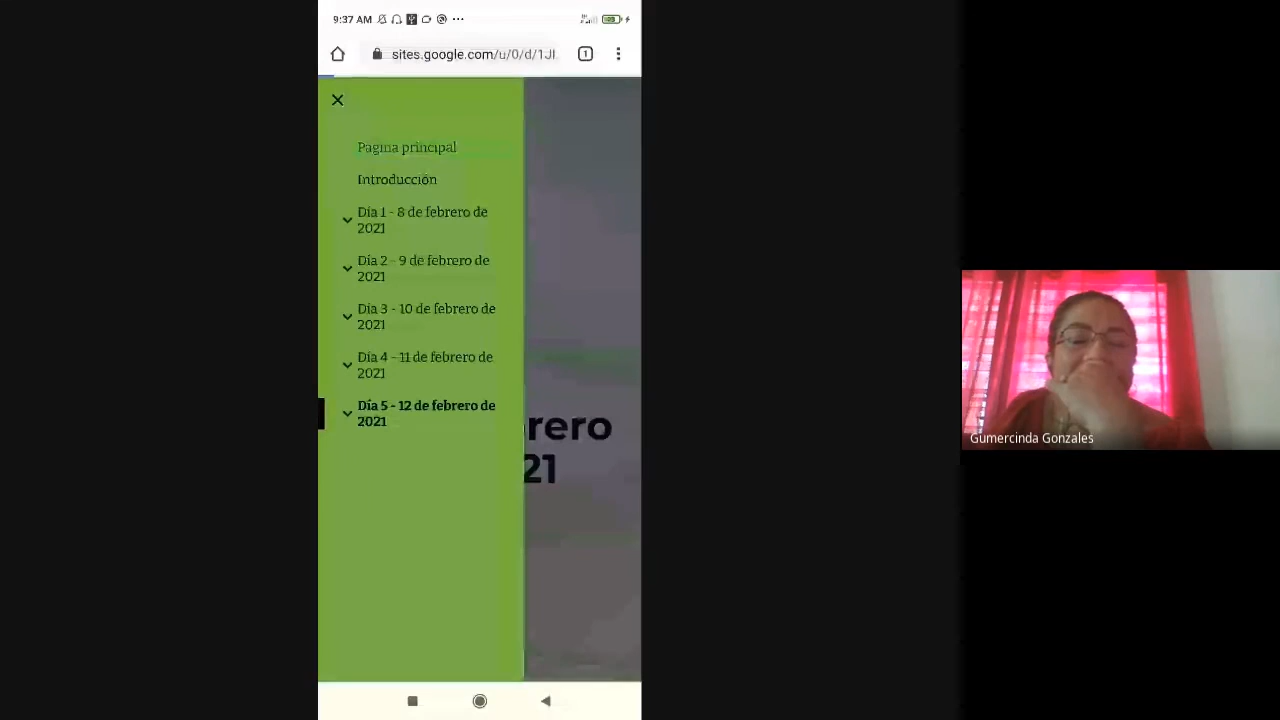 9:37 AM
sites.google.com/u/0/d/1JI
1
Página principal
Introducción
Día 1 - 8 de febrero de
2021
Día 2 - 9 de febrero de
2021
Día 3 - 10 de febrero de
2021
Día 4 - 11 de febrero de
2021
Día 5 - 12 de febrero de
2021
rero
21
Gumercinda Gonzales